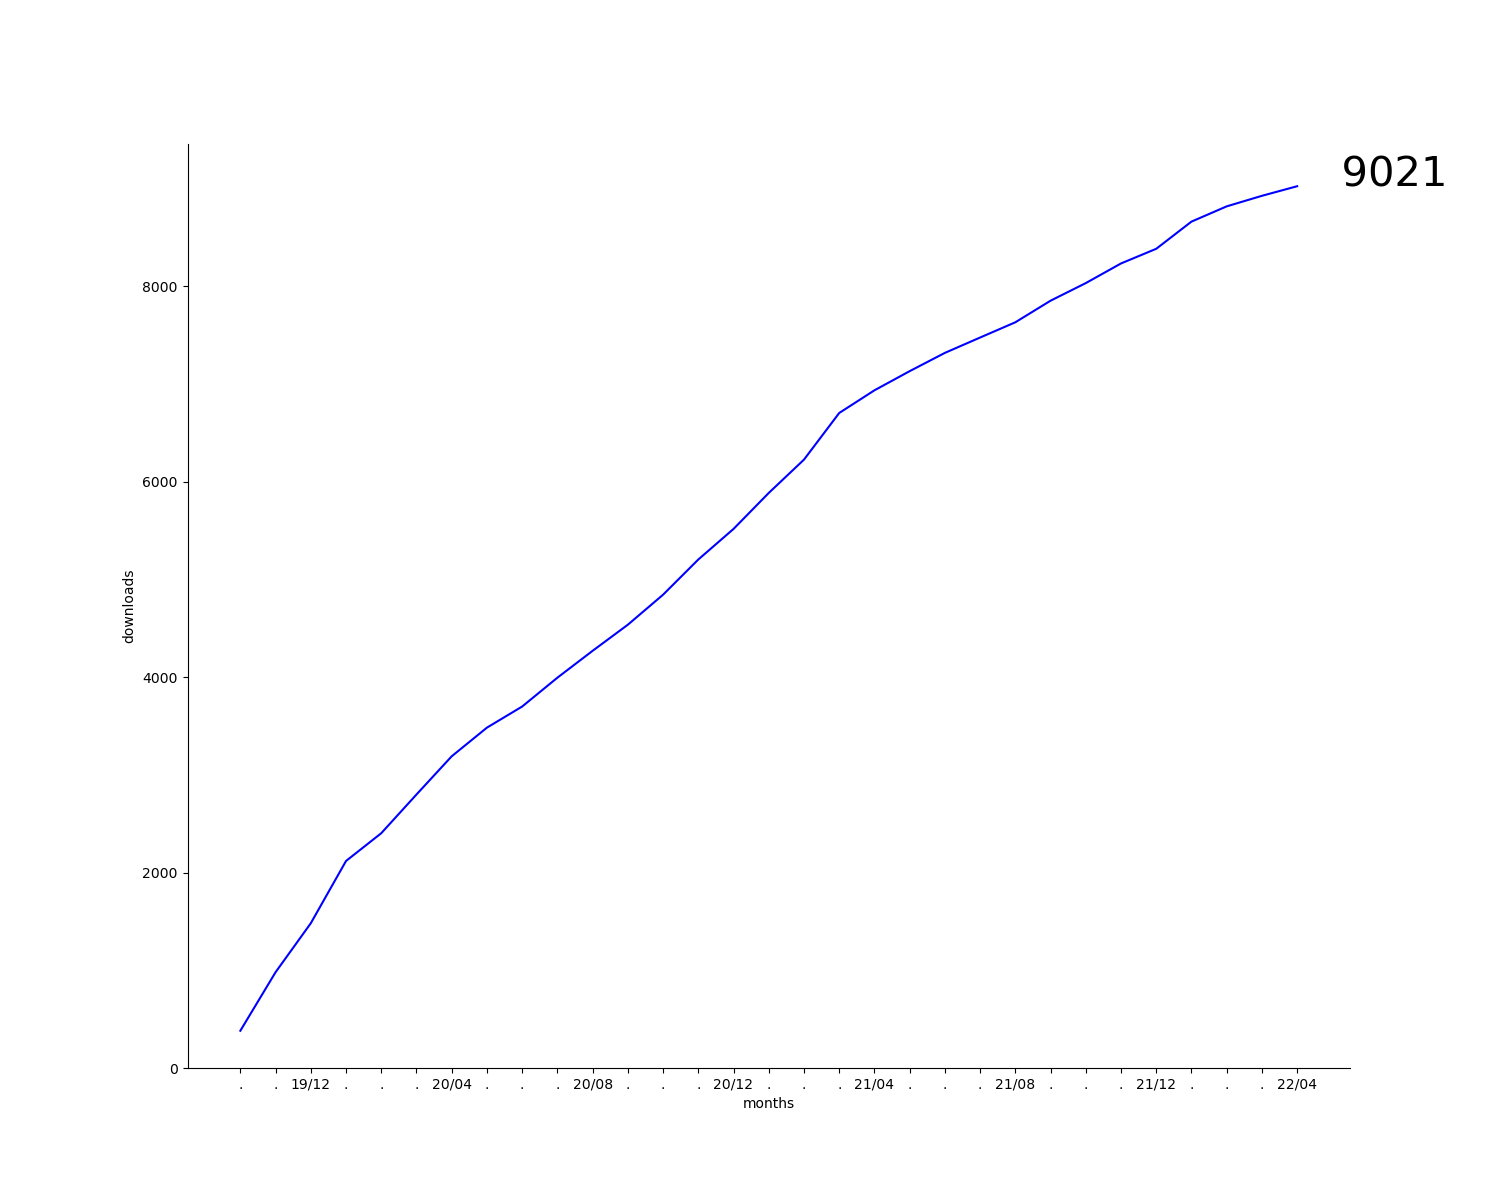 9021
8000
6000
downloads
4000
2000
0
. . 19/12 . . . 20/04 . . . 20/08 . . . 20/12 . . . 21/04 . . . 21/08 . . . 21/12 . . . 22/04
months